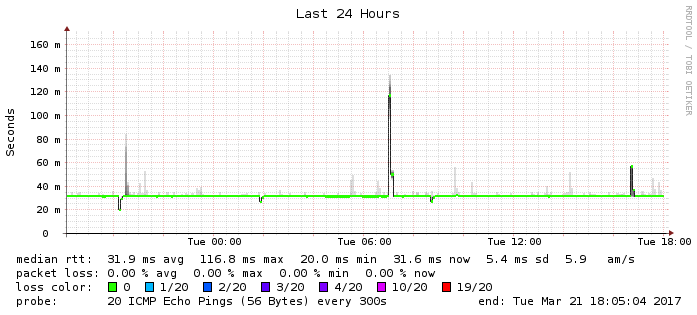 Last 24 Hours
RRDTOOL / TOBI OETIKER
Seconds
160 m
140 m
120 m
100 m
80 m
60 m
40 m
20 m
0
Tue 00:00 Tue 06:00 Tue 12:00 Tue 18:00
median rtt: 31.9 ms avg 116.8 ms max 20.0 ms min 31.6 ms now 5.4 ms sd 5.9 am/s
packet loss: 0.00 % avg 0.00 % max 0.00 % min 0.00 % now
loss color: 0 1/20 2/20 3/20 4/20 10/20 19/20
probe: 20 ICMP Echo Pings (56 Bytes) every 300s end: Tue Mar 21 18:05:04 2017